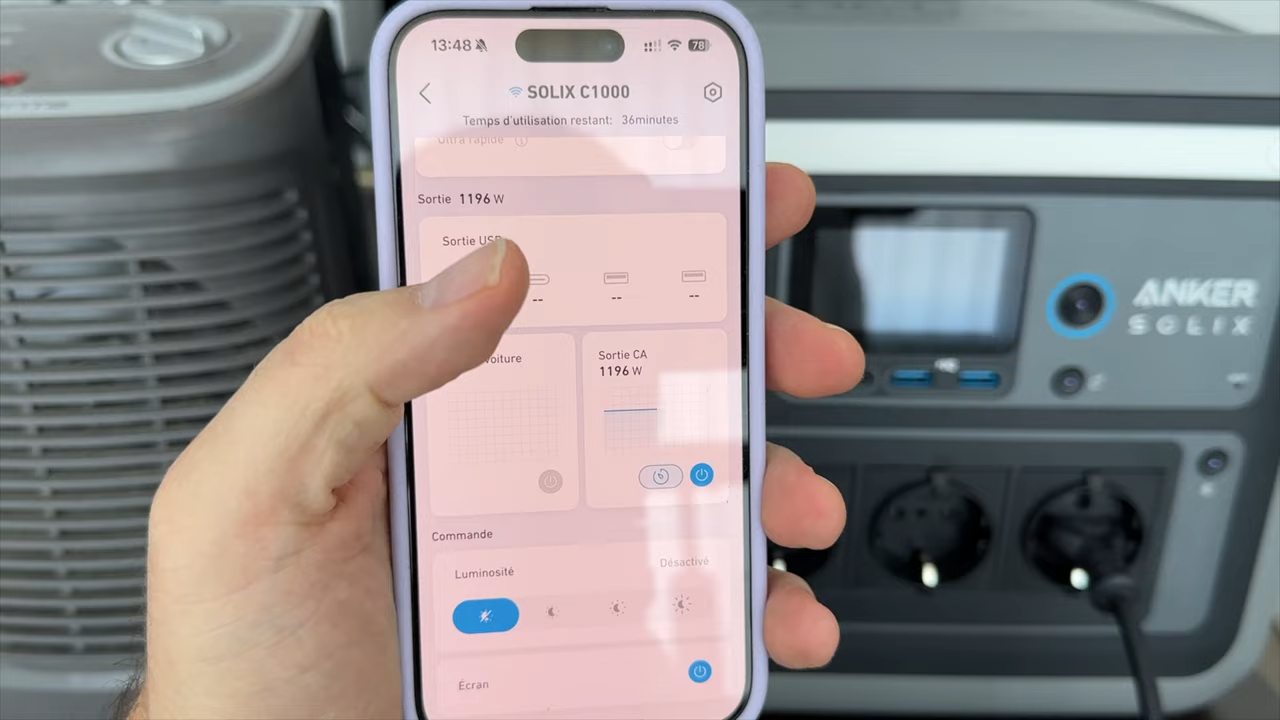 13:48
78
SOLIX C1000
Temps d'utilisation restant: 36minutes
Ultra rapide
Sortie 1196 W
Sortie USB
--
--
--
voiture
Sortie CA
1196 W
Commande
Luminosité
Désactivé
Écran
ANKER
SOLIX